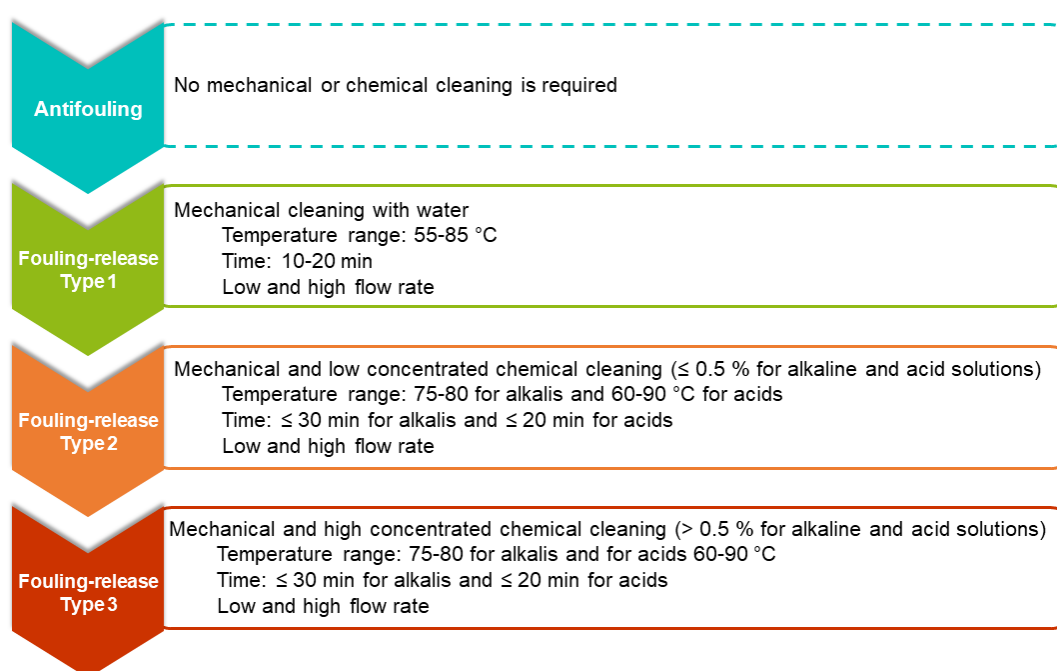 Antifouling
No mechanical or chemical cleaning is required
Fouling-release
Type 1
Mechanical cleaning with water
Temperature range: 55-85 °C
Time: 10-20 min
Low and high flow rate
Fouling-release
Type 2
Mechanical and low concentrated chemical cleaning (≤ 0.5 % for alkaline and acid solutions)
Temperature range: 75-80 for alkalis and 60-90 °C for acids
Time: ≤ 30 min for alkalis and ≤ 20 min for acids
Low and high flow rate
Fouling-release
Type 3
Mechanical and high concentrated chemical cleaning (> 0.5 % for alkaline and acid solutions)
Temperature range: 75-80 for alkalis and for acids 60-90 °C
Time: ≤ 30 min for alkalis and ≤ 20 min for acids
Low and high flow rate